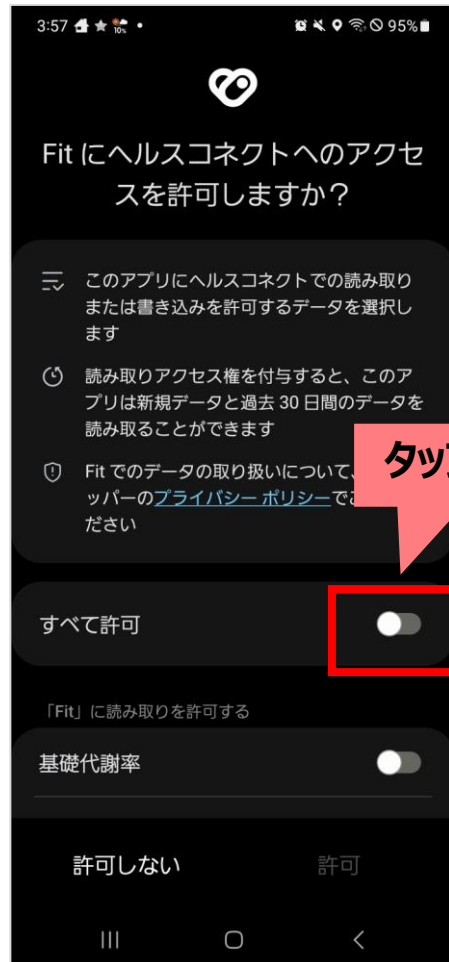 3:57 10% 95%
Fit にヘルスコネクトへのアクセ
スを許可しますか？
このアプリにヘルスコネクトでの読み取り
または書き込みを許可するデータを選択し
ます
読み取りアクセス権を付与すると、このア
プリは新規データと過去 30 日間のデータを
読み取ることができます
Fit でのデータの取り扱いについて、
ッパーのプライバシー ポリシーで
ださい
タップ
すべて許可
「Fit」に読み取りを許可する
基礎代謝率
許可しない 許可